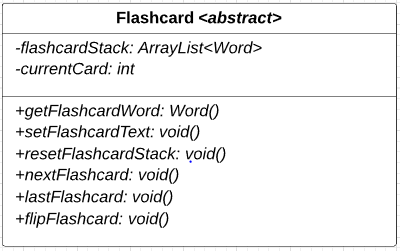 Flashcard <abstract>
-flashcardStack: ArrayList<Word>
-currentCard: int
+getFlashcardWord: Word()
+setFlashcardText: void()
+resetFlashcardStack: void()
+nextFlashcard: void()
+lastFlashcard: void()
+flipFlashcard: void()